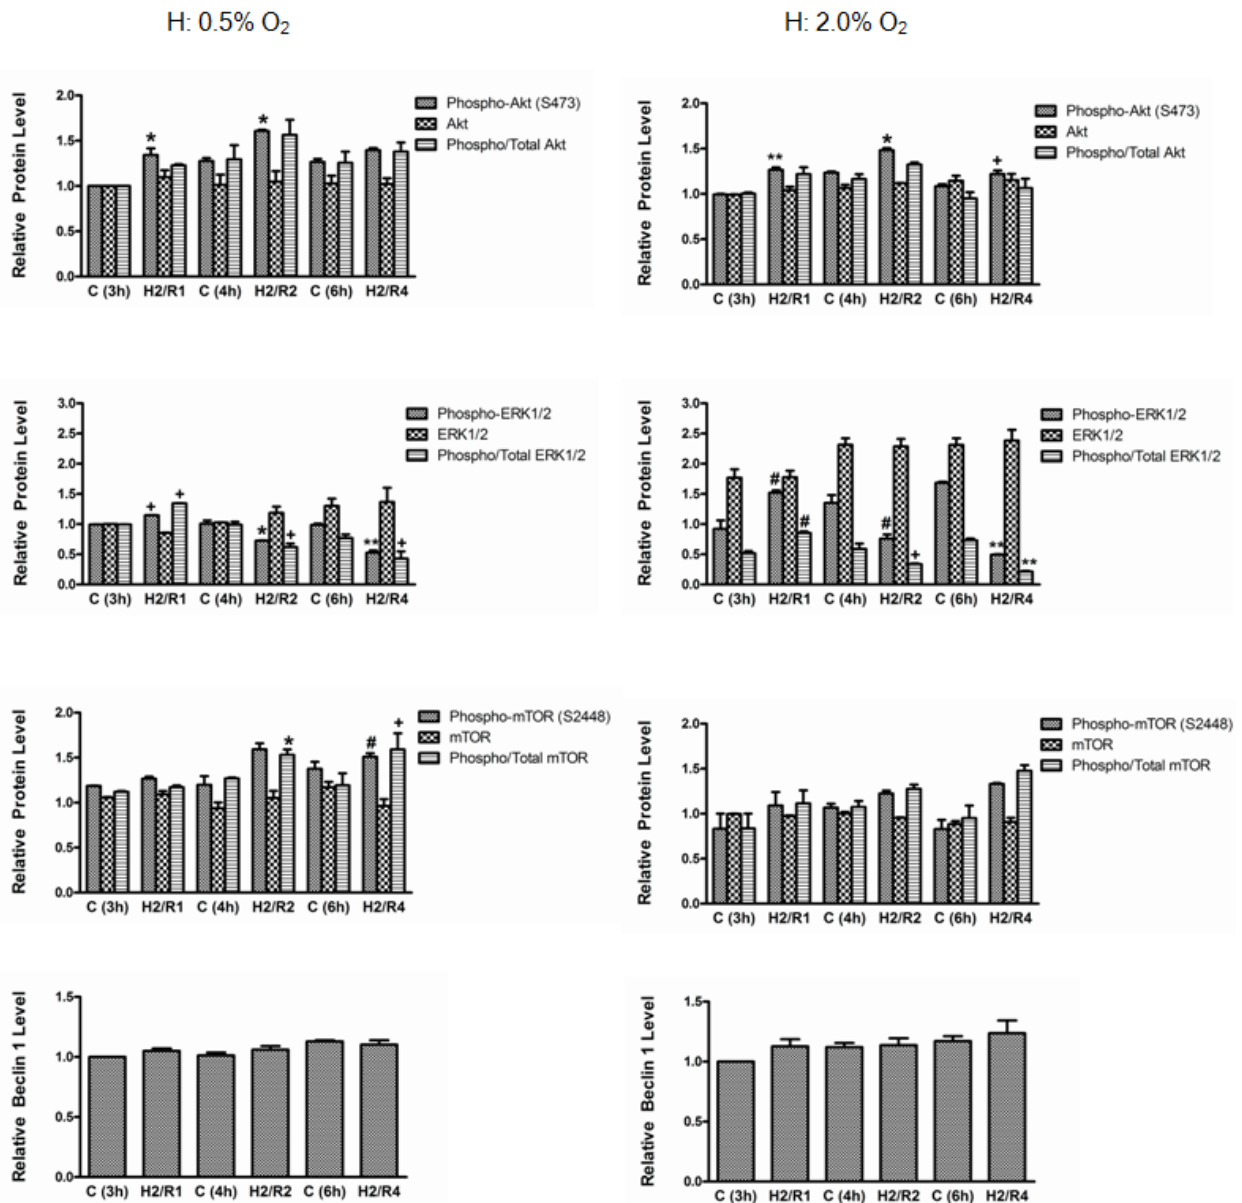 H: 0.5% O₂
H: 2.0% O₂
Relative Protein Level
2.0
1.5
1.0
0.5
0.0
* *
Phospho-Akt (S473)
Akt
Phospho/Total Akt
C (3h) H2/R1 C (4h) H2/R2 C (6h) H2/R4
Relative Protein Level
2.0
1.5
1.0
0.5
0.0
** * +
Phospho-Akt (S473)
Akt
Phospho/Total Akt
C (3h) H2/R1 C (4h) H2/R2 C (6h) H2/R4
Relative Protein Level
3.0
2.5
2.0
1.5
1.0
0.5
0.0
+ + * + ** +
Phospho-ERK1/2
ERK1/2
Phospho/Total ERK1/2
C (3h) H2/R1 C (4h) H2/R2 C (6h) H2/R4
Relative Protein Level
3.0
2.5
2.0
1.5
1.0
0.5
0.0
# # # + ** **
Phospho-ERK1/2
ERK1/2
Phospho/Total ERK1/2
C (3h) H2/R1 C (4h) H2/R2 C (6h) H2/R4
Relative Protein Level
2.0
1.5
1.0
0.5
0.0
* # +
Phospho-mTOR (S2448)
mTOR
Phospho/Total mTOR
C (3h) H2/R1 C (4h) H2/R2 C (6h) H2/R4
Relative Protein Level
2.0
1.5
1.0
0.5
0.0
Phospho-mTOR (S2448)
mTOR
Phospho/Total mTOR
C (3h) H2/R1 C (4h) H2/R2 C (6h) H2/R4
Relative Beclin 1 Level
1.5
1.0
0.5
0.0
C (3h) H2/R1 C (4h) H2/R2 C (6h) H2/R4
Relative Beclin 1 Level
1.5
1.0
0.5
0.0
C (3h) H2/R1 C (4h) H2/R2 C (6h) H2/R4